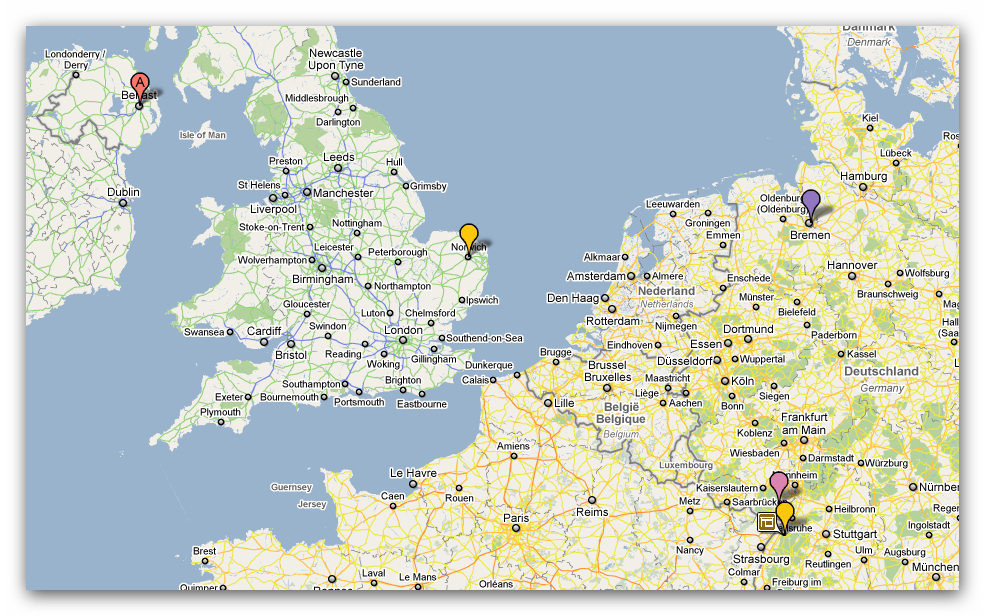 Danmark
Denmark
Londonderry /
Derry
Newcastle
Upon Tyne
Sunderland
A
Belfast
Middlesbrough
Darlington
Kiel
Isle of Man
Lübeck
Preston
Leeds
Hull
Hamburg
St Helens
Manchester
Grimsby
Dublin
Liverpool
Leeuwarden
Oldenburg
(Oldenburg)
Stoke-on-Trent
Nottingham
Groningen
Emmen
Bremen
Leicester
Peterborough
Norwich
Wolverhampton
Birmingham
Alkmaar
Hannover
Wolfsburg
Northampton
Amsterdam
Almere
Enschede
Braunschweig
Ipswich
Nederland
Netherlands
Den Haag
Münster
Gloucester
Luton
Chelmsford
Rotterdam
Bielefeld
Swansea
Cardiff
Swindon
London
Southend-on-Sea
Nijmegen
Dortmund
Paderborn
Bristol
Reading
Gillingham
Eindhoven
Essen
Woking
Dunkerque
Brugge
Düsseldorf
Wuppertal
Kassel
Southampton
Brighton
Calais
Brussel
Bruxelles
Maastricht
Köln
Deutschland
Germany
Exeter
Bournemouth
Portsmouth
Eastbourne
Lille
Liège
Aachen
Bonn
Siegen
Plymouth
België
Belgique
Belgium
Frankfurt
am Main
Koblenz
Amiens
Wiesbaden
Darmstadt
Würzburg
Luxembourg
Le Havre
Kaiserslautern
Guernsey
Jersey
Caen
Rouen
Reims
Metz
Saarbrück
Nürnber
Heilbronn
Paris
Ingolstadt
Stuttgart
Brest
Nancy
Strasbourg
Reutlingen
Ulm
Augsburg
Colmar
Münche
Quimper
Laval
Le Mans
Orléans
Freiburg im